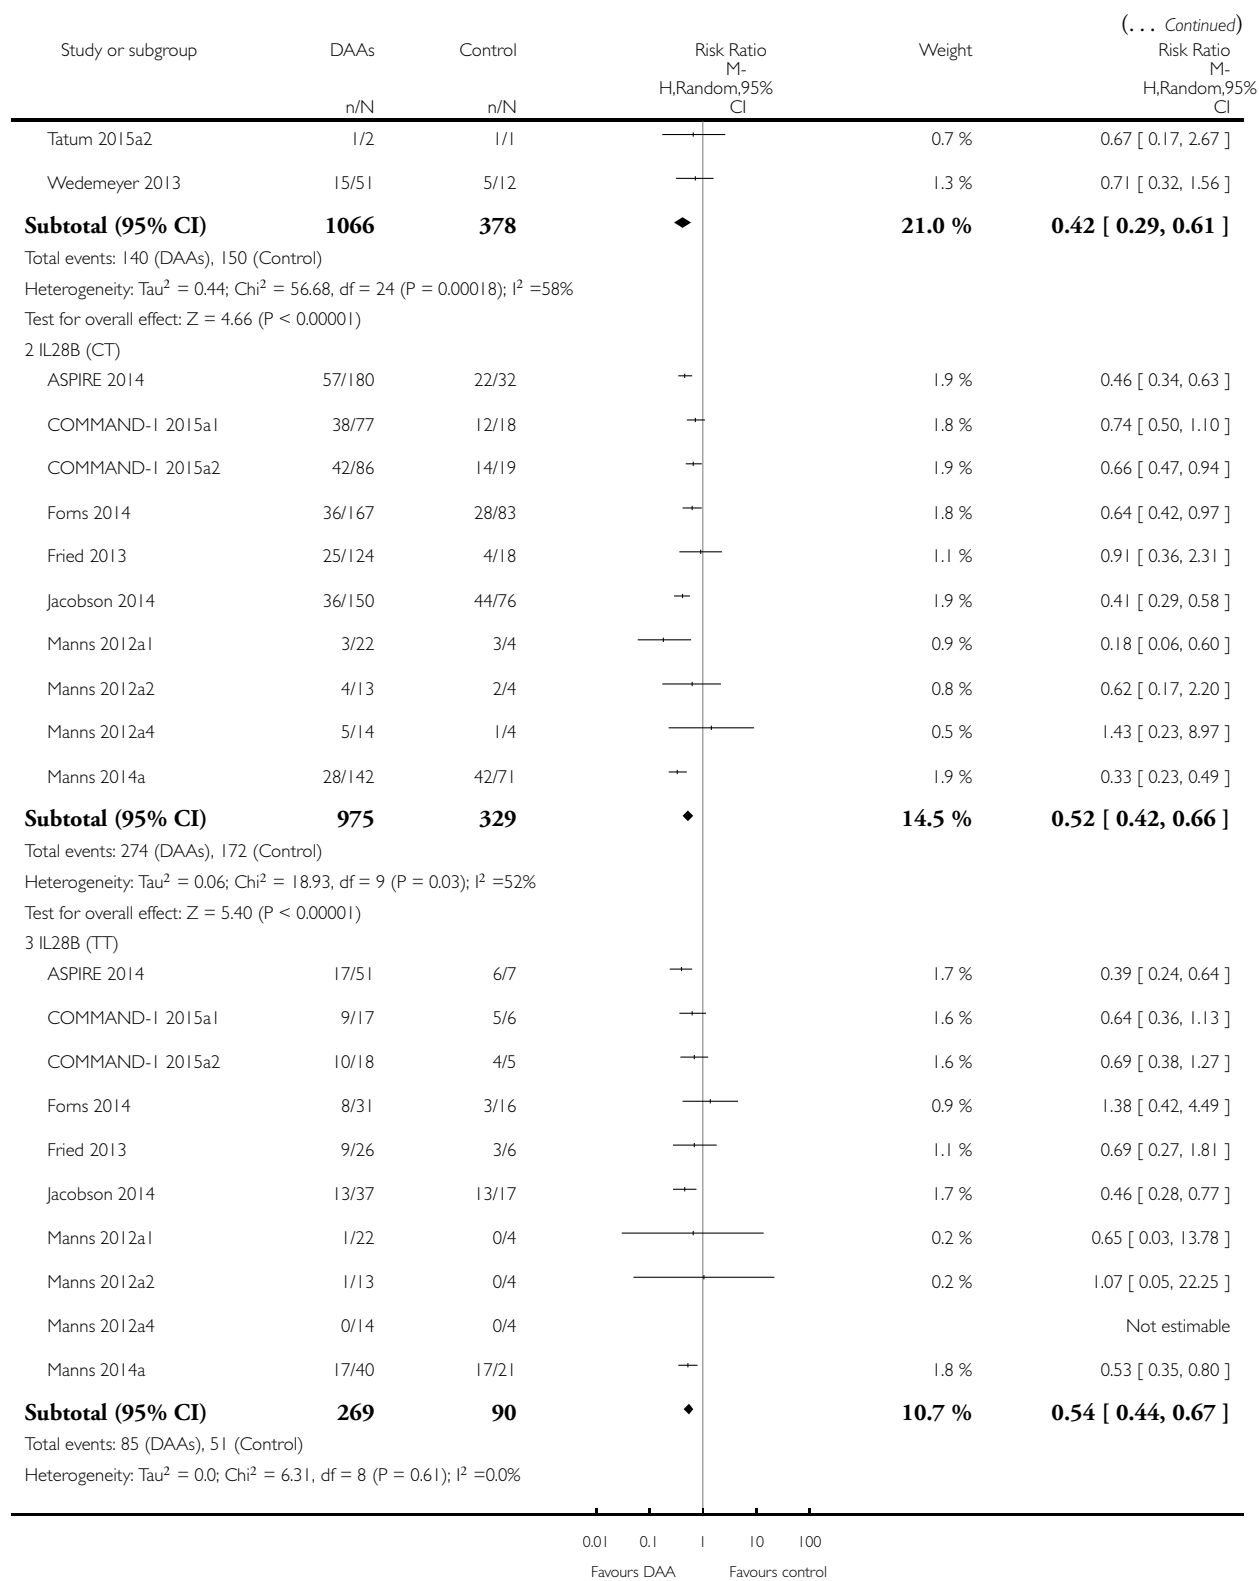 (... Continued)
Study or subgroup DAAs Control Risk Ratio Weight Risk Ratio
M- M-
H,Random,95% H,Random,95%
n/N n/N CI CI
Tatum 2015a2 1/2 1/1 0.7 % 0.67 [ 0.17, 2.67 ]
Wedemeyer 2013 15/51 5/12 1.3 % 0.71 [ 0.32, 1.56 ]
Subtotal (95% CI) 1066 378 21.0 % 0.42 [ 0.29, 0.61 ]
Total events: 140 (DAAs), 150 (Control)
Heterogeneity: Tau² = 0.44; Chi² = 56.68, df = 24 (P = 0.00018); I² =58%
Test for overall effect: Z = 4.66 (P < 0.00001)
2 IL28B (CT)
ASPIRE 2014 57/180 22/32 1.9 % 0.46 [ 0.34, 0.63 ]
COMMAND-1 2015a1 38/77 12/18 1.8 % 0.74 [ 0.50, 1.10 ]
COMMAND-1 2015a2 42/86 14/19 1.9 % 0.66 [ 0.47, 0.94 ]
Forns 2014 36/167 28/83 1.8 % 0.64 [ 0.42, 0.97 ]
Fried 2013 25/124 4/18 1.1 % 0.91 [ 0.36, 2.31 ]
Jacobson 2014 36/150 44/76 1.9 % 0.41 [ 0.29, 0.58 ]
Manns 2012a1 3/22 3/4 0.9 % 0.18 [ 0.06, 0.60 ]
Manns 2012a2 4/13 2/4 0.8 % 0.62 [ 0.17, 2.20 ]
Manns 2012a4 5/14 1/4 0.5 % 1.43 [ 0.23, 8.97 ]
Manns 2014a 28/142 42/71 1.9 % 0.33 [ 0.23, 0.49 ]
Subtotal (95% CI) 975 329 14.5 % 0.52 [ 0.42, 0.66 ]
Total events: 274 (DAAs), 172 (Control)
Heterogeneity: Tau² = 0.06; Chi² = 18.93, df = 9 (P = 0.03); I² =52%
Test for overall effect: Z = 5.40 (P < 0.00001)
3 IL28B (TT)
ASPIRE 2014 17/51 6/7 1.7 % 0.39 [ 0.24, 0.64 ]
COMMAND-1 2015a1 9/17 5/6 1.6 % 0.64 [ 0.36, 1.13 ]
COMMAND-1 2015a2 10/18 4/5 1.6 % 0.69 [ 0.38, 1.27 ]
Forns 2014 8/31 3/16 0.9 % 1.38 [ 0.42, 4.49 ]
Fried 2013 9/26 3/6 1.1 % 0.69 [ 0.27, 1.81 ]
Jacobson 2014 13/37 13/17 1.7 % 0.46 [ 0.28, 0.77 ]
Manns 2012a1 1/22 0/4 0.2 % 0.65 [ 0.03, 13.78 ]
Manns 2012a2 1/13 0/4 0.2 % 1.07 [ 0.05, 22.25 ]
Manns 2012a4 0/14 0/4 Not estimable
Manns 2014a 17/40 17/21 1.8 % 0.53 [ 0.35, 0.80 ]
Subtotal (95% CI) 269 90 10.7 % 0.54 [ 0.44, 0.67 ]
Total events: 85 (DAAs), 51 (Control)
Heterogeneity: Tau² = 0.0; Chi² = 6.31, df = 8 (P = 0.61); I² =0.0%
0.01 0.1 1 10 100
Favours DAA Favours control